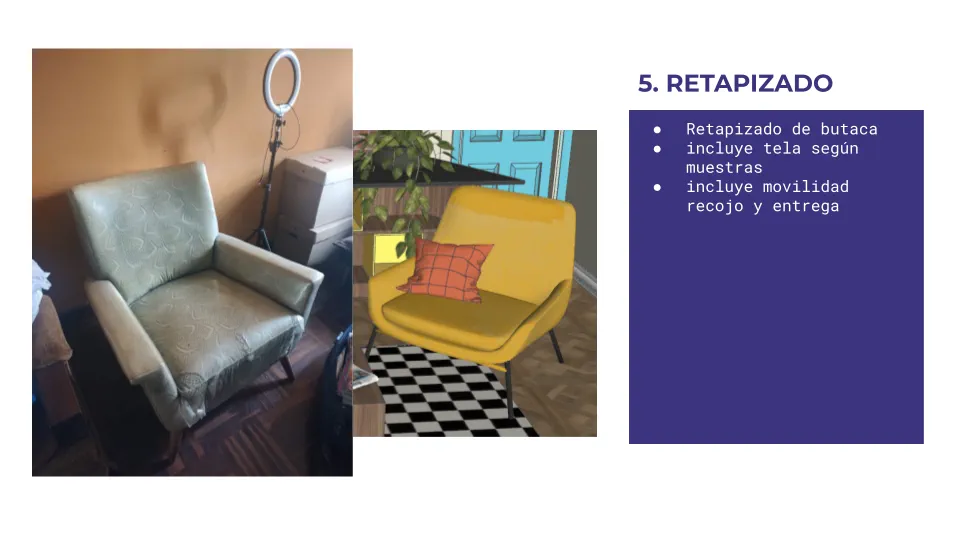 5. RETAPIZADO
● Retapizado de butaca
● incluye tela según
muestras
● incluye movilidad
recojo y entrega